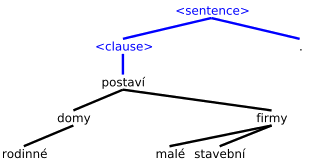 <sentence>
<clause> .
postaví
domy firmy
rodinné malé stavební